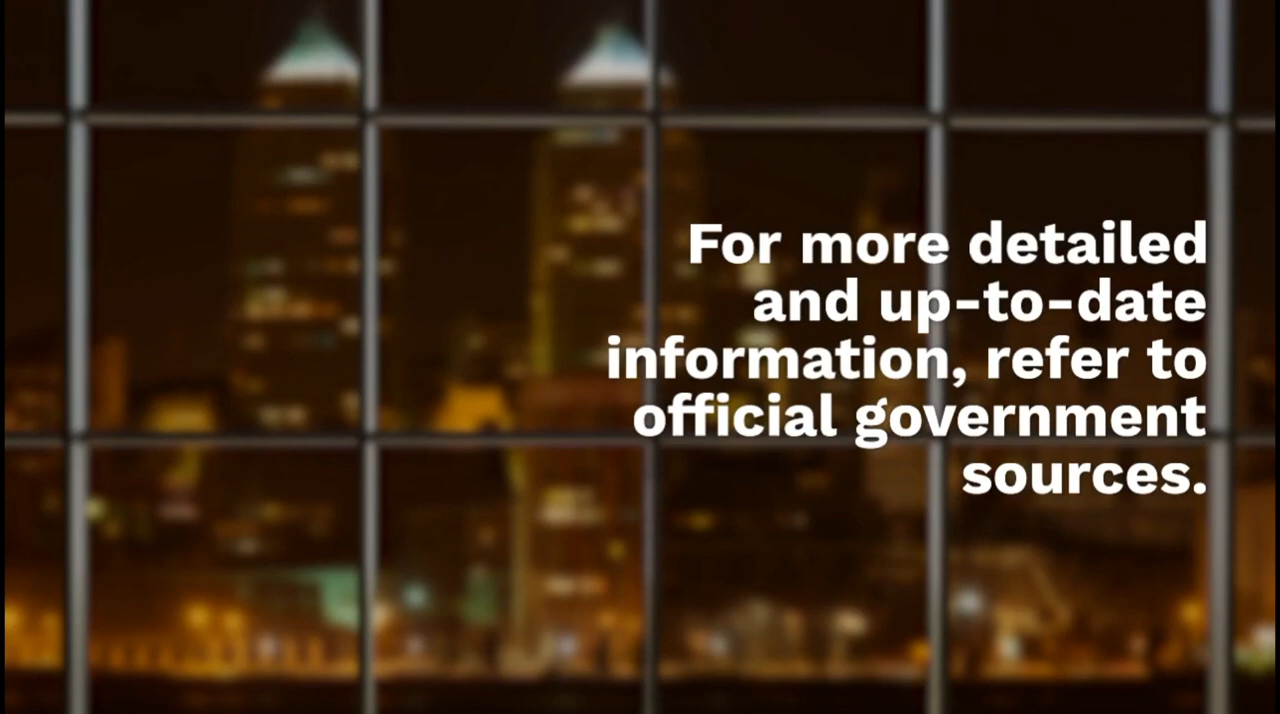 For more detailed
and up-to-date
information, refer to
official government
sources.